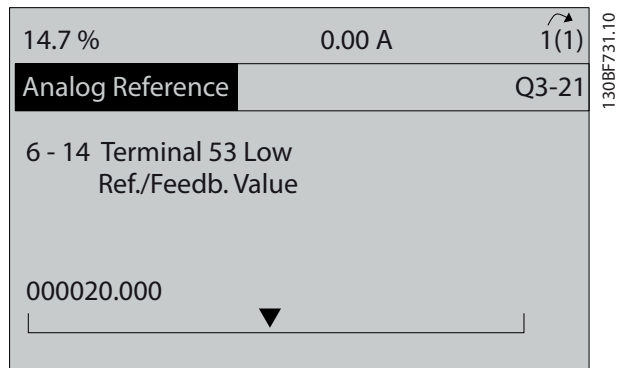 14.7 % 0.00 A 1(1)
Analog Reference Q3-21
6 - 14 Terminal 53 Low
Ref./Feedb. Value
000020.000
130BF731.10